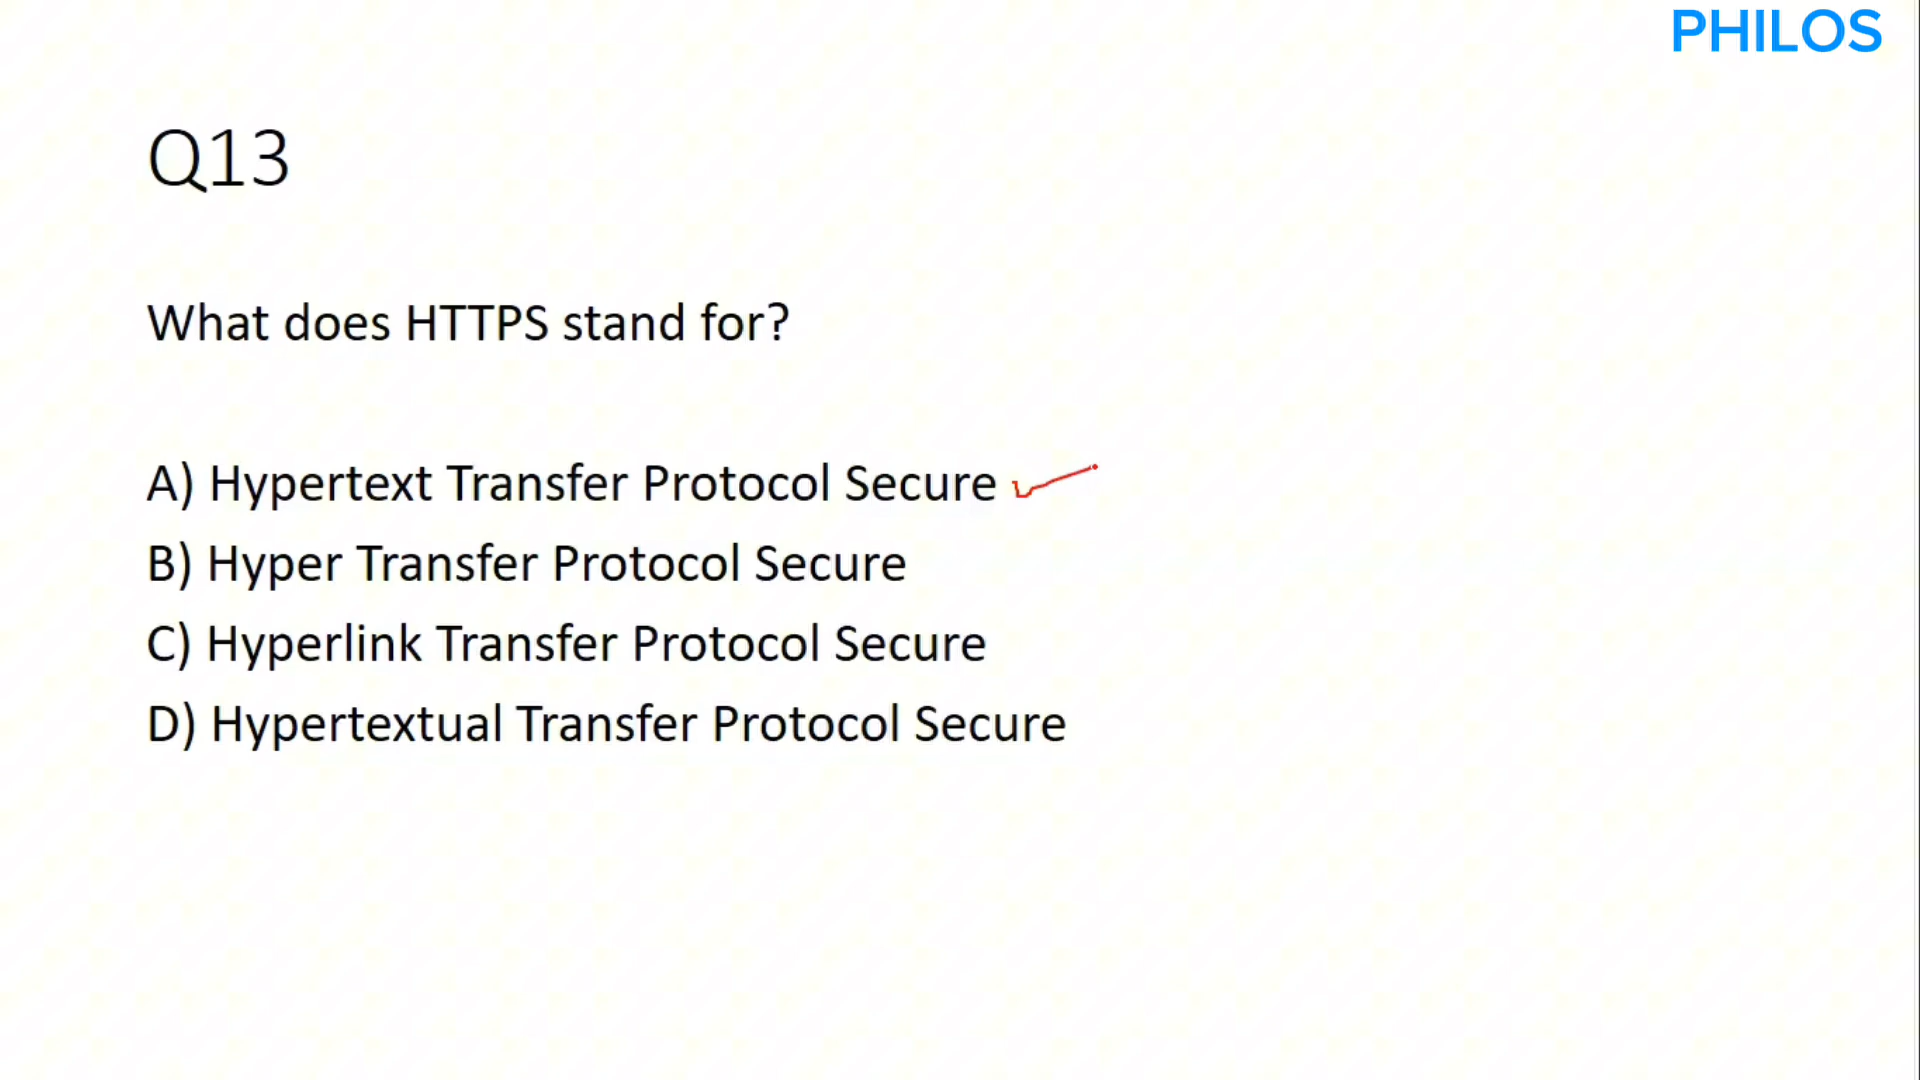 PHILOS
Q13
What does HTTPS stand for?
A) Hypertext Transfer Protocol Secure
B) Hyper Transfer Protocol Secure
C) Hyperlink Transfer Protocol Secure
D) Hypertextual Transfer Protocol Secure